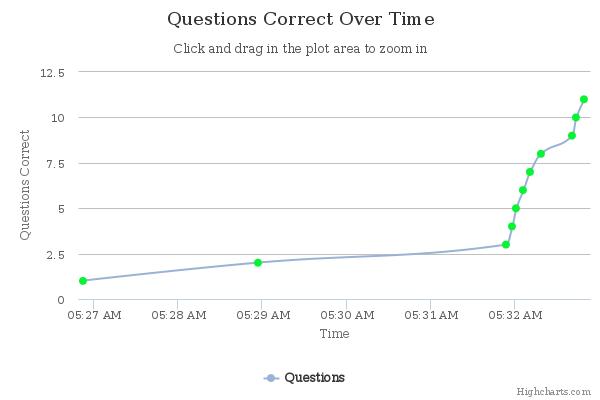 Questions Correct Over Time
Click and drag in the plot area to zoom in
Questions Correct
12.5
10
7.5
5
2.5
0
05:27 AM 05:28 AM 05:29 AM 05:30 AM 05:31 AM 05:32 AM
Time
Questions
Highcharts.com